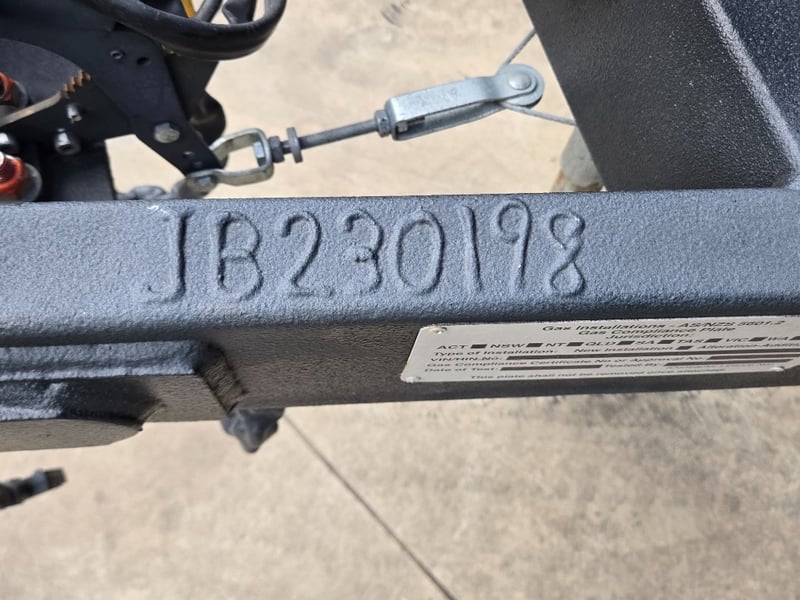 JB230198
Gas Installations - AS/NZS 5601.2
Gas Compliance Plate
ACT NSW NT QLD SA TAS VIC WA
Type of Installation: New Installation
VIN/HIN.No:
Gas Compliance Certificate No or Approval No.
Date of Test: Tested By
This plate shall not be removed